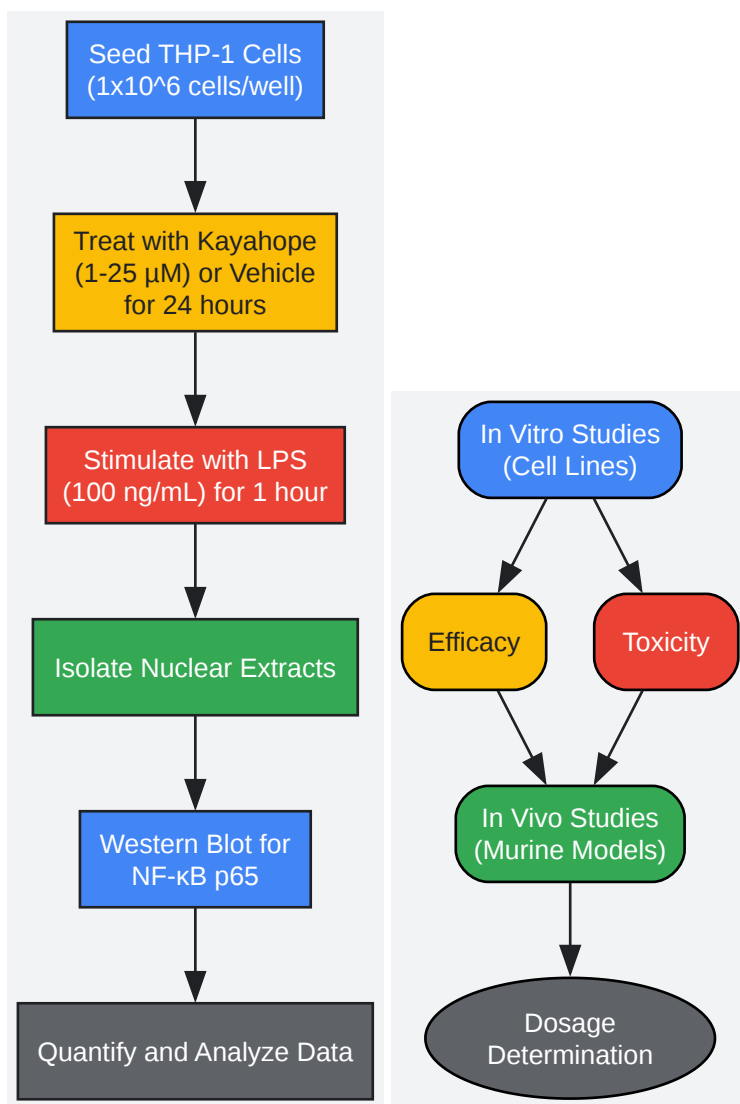 Seed THP-1 Cells
(1x10^6 cells/well)
Treat with Kayahope
(1-25 µM) or Vehicle
for 24 hours
Stimulate with LPS
(100 ng/mL) for 1 hour
Isolate Nuclear Extracts
Western Blot for
NF-κB p65
Quantify and Analyze Data
In Vitro Studies
(Cell Lines)
Efficacy
Toxicity
In Vivo Studies
(Murine Models)
Dosage
Determination